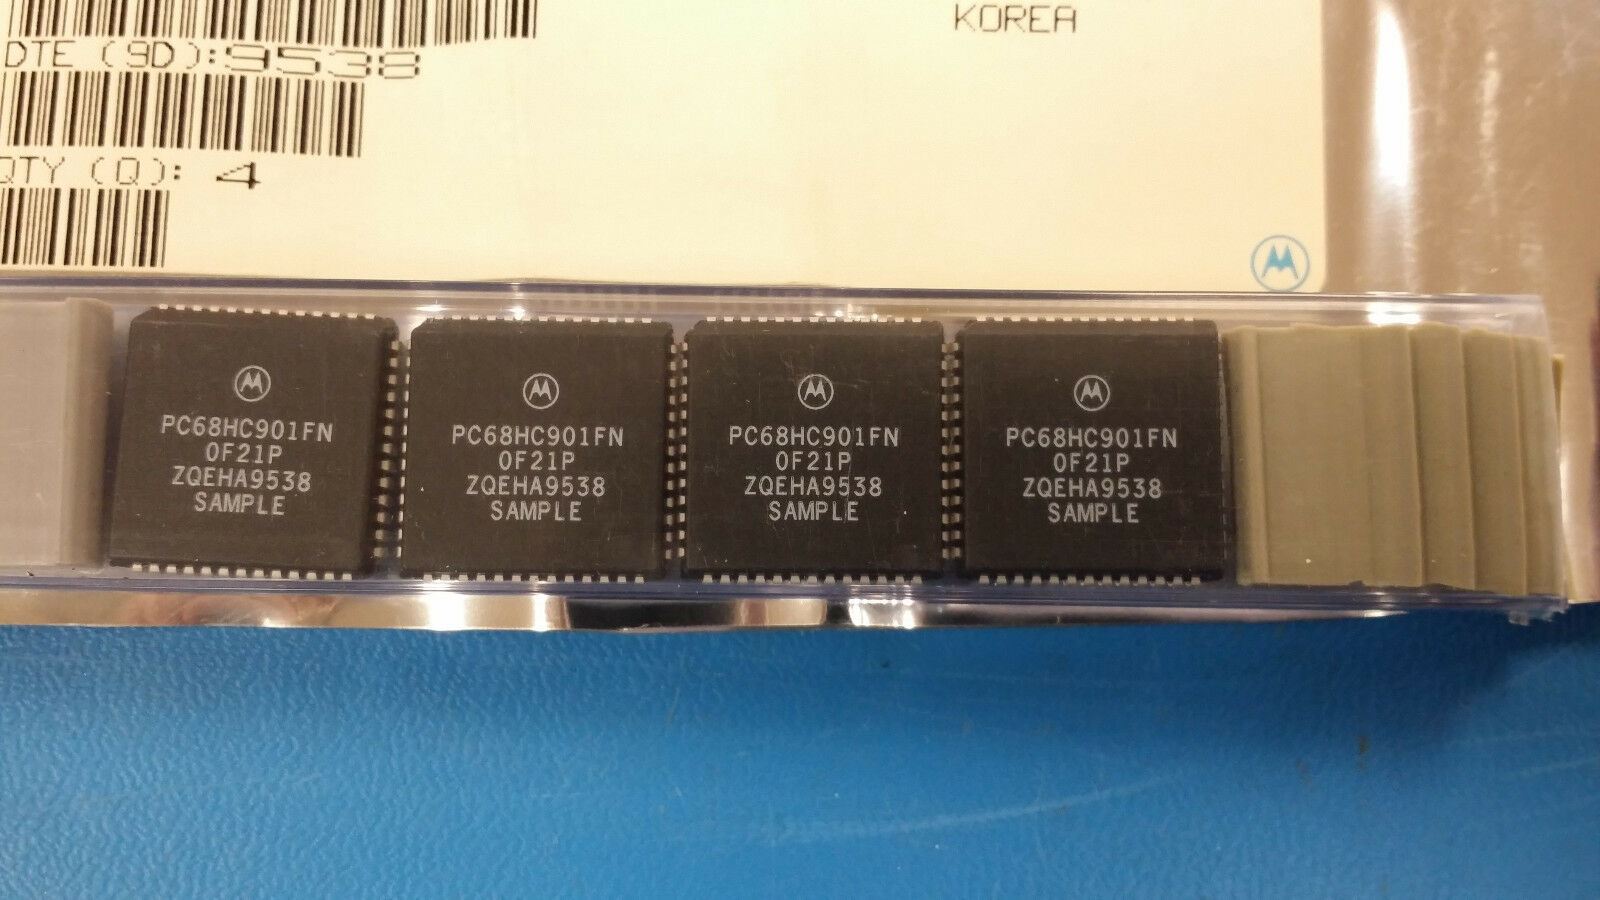 DTE (9D):9538
QTY (Q): 4
KOREA
PC68HC901FN
0F21P
ZQEHA9538
SAMPLE
PC68HC901FN
0F21P
ZQEHA9538
SAMPLE
PC68HC901FN
0F21P
ZQEHA9538
SAMPLE
PC68HC901FN
0F21P
ZQEHA9538
SAMPLE